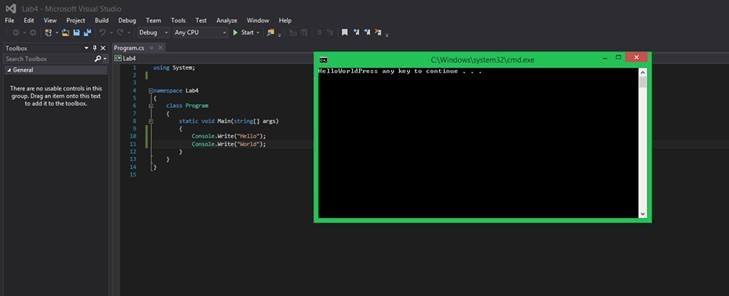 Lab4 - Microsoft Visual Studio
File Edit View Project Build Debug Team Tools Test Analyze Window Help
Debug Any CPU Start
Toolbox
Search Toolbox
General
There are no usable controls in this
group. Drag an item onto this text
to add it to the toolbox.
Program.cs
Lab4
1 using System;
2
3
4 namespace Lab4
5 {
6 class Program
7 {
8 static void Main(string[] args)
9 {
10 Console.Write("Hello");
11 Console.Write("World");
12 }
13 }
14 }
15
C:\Windows\system32\cmd.exe
HelloWorldPress any key to continue . . .